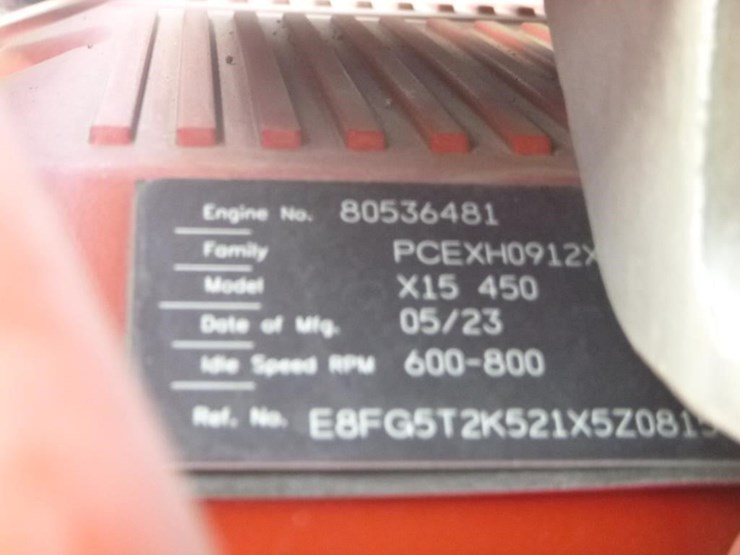 Engine No. 80536481
Family PCEXH0912X
Model X15 450
Date of Mfg. 05/23
Idle Speed RPM 600-800
Ref. No. E8FG5T2K521X5Z0815